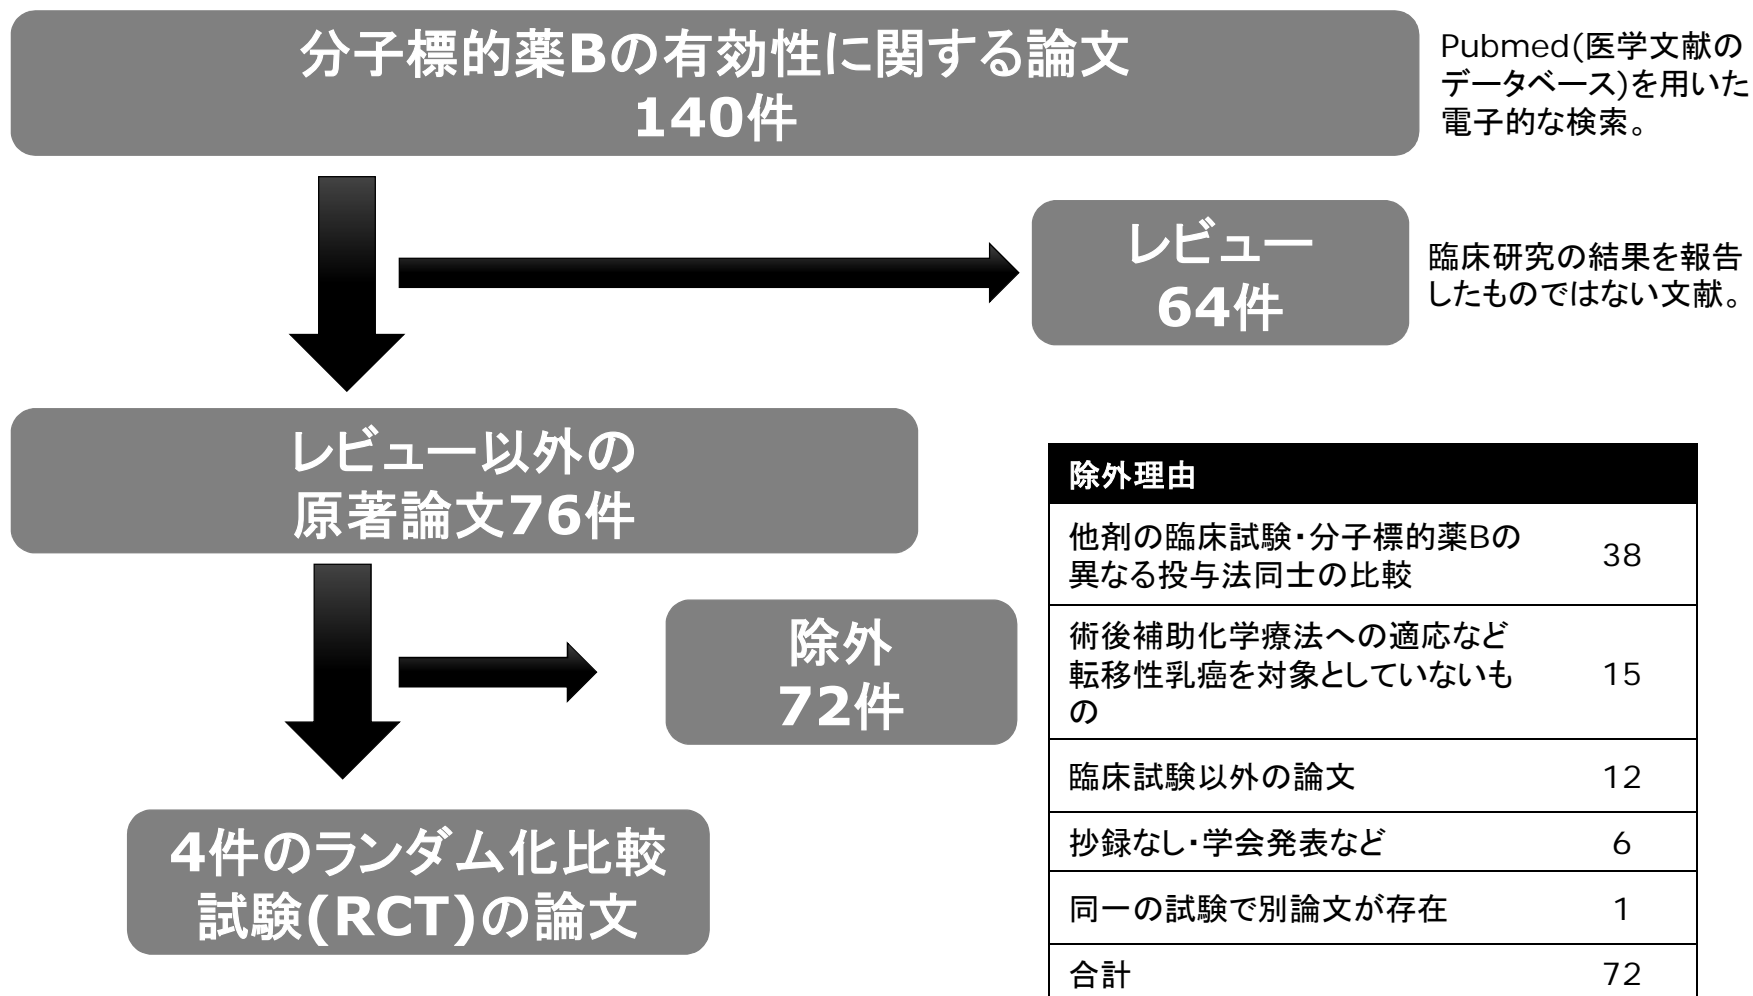 分子標的薬Bの有効性に関する論文
140件
Pubmed(医学文献の
データベース)を用いた
電子的な検索。
レビュー
64件
臨床研究の結果を報告
したものではない文献。
レビュー以外の
原著論文76件
除外
72件
4件のランダム化比較
試験(RCT)の論文
除外理由
他剤の臨床試験・分子標的薬Bの
異なる投与法同士の比較
38
術後補助化学療法への適応など
転移性乳癌を対象としていないも
の
15
臨床試験以外の論文
12
抄録なし・学会発表など
6
同一の試験で別論文が存在
1
合計
72